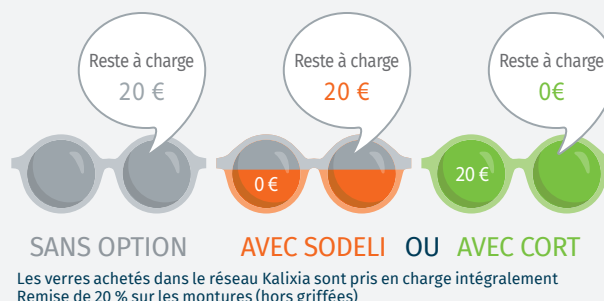 Reste à charge
20 €
Reste à charge
20 €
Reste à charge
0€
0 €
20 €
SANS OPTION
AVEC SODELI OU AVEC CORT
Les verres achetés dans le réseau Kalixia sont pris en charge intégralement
Remise de 20 % sur les montures (hors griffées)